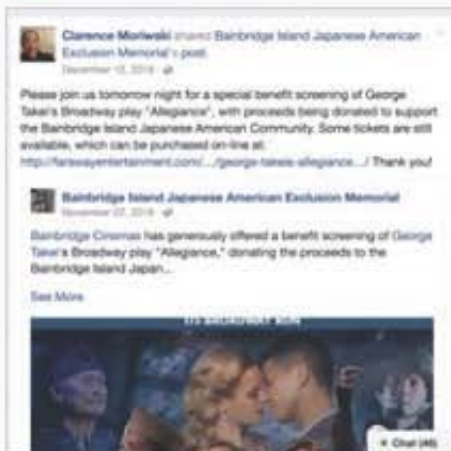 Clarence Moriwaki shared Bainbridge Island Japanese American
Exclusion Memorial's post.
December 12, 2016
Please join us tomorrow night for a special benefit screening of George
Takei's Broadway play "Allegiance", with proceeds being donated to support
the Bainbridge Island Japanese American Community. Some tickets are still
available, which can be purchased on-line at:
http://farawayentertainment.com/.../george-takeis-allegiance.../ Thank you!
Bainbridge Island Japanese American Exclusion Memorial
November 22, 2016
Bainbridge Cinemas has generously offered a benefit screening of George
Takei's Broadway play "Allegiance," donating the proceeds to the
Bainbridge Island Japan...
See More
Chat (46)